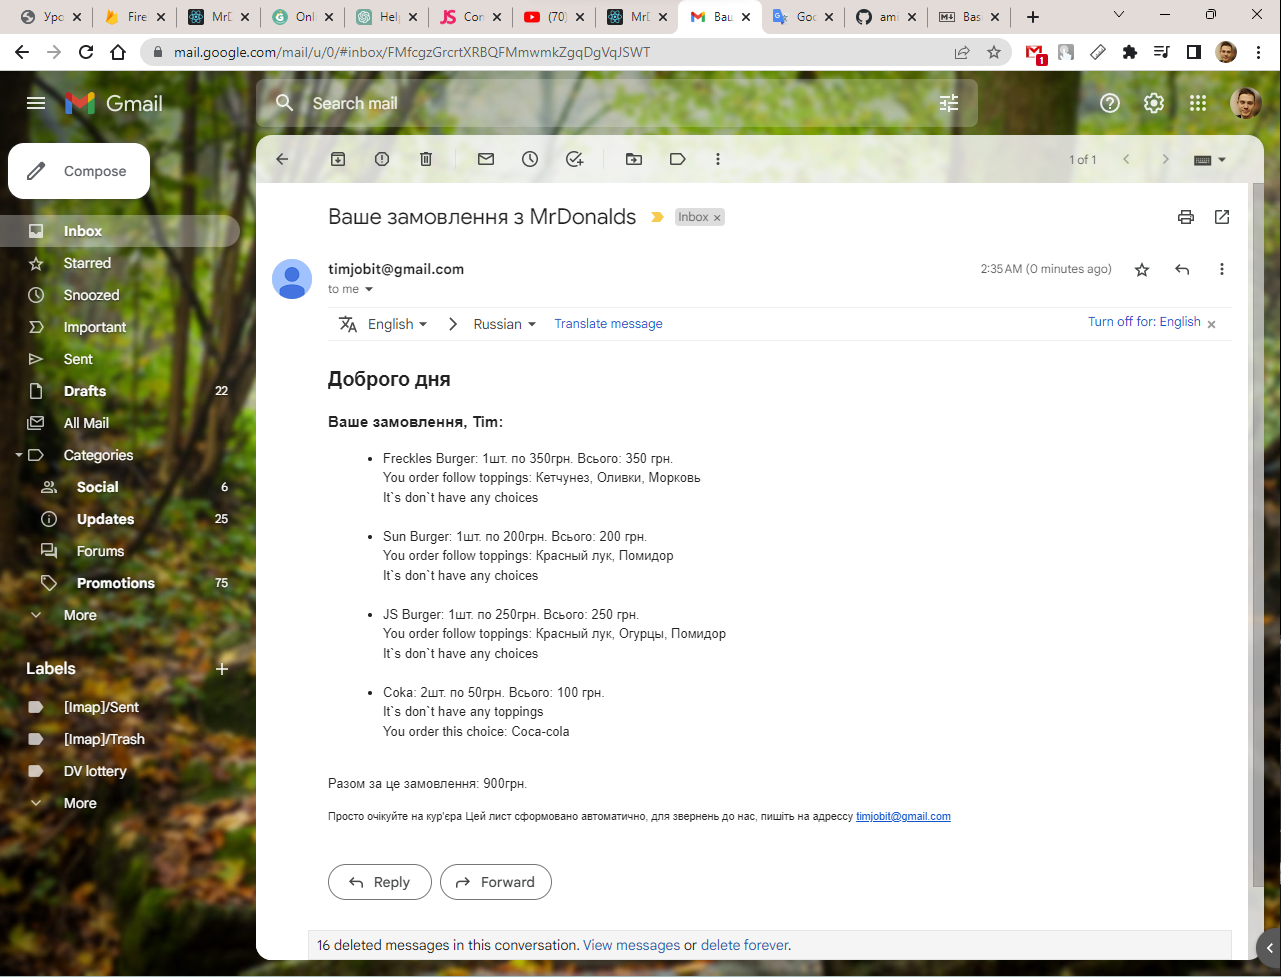 Урс
Fire
MrD
Onl
Help
Cor
(70)
MrD
Ваш
Goo
ami
Bas
mail.google.com/mail/u/0/#inbox/FMfcgzGrcrtXRBQFMmwmkZgqDgVqJSWT
1
Gmail
Search mail
Compose
1 of 1
Inbox
Starred
Snoozed
Important
Sent
Drafts 22
All Mail
Categories
Social 6
Updates 25
Forums
Promotions 75
More
Labels
[Imap]/Sent
[Imap]/Trash
DV lottery
More
Ваше замовлення з MrDonalds
Inbox ×
timjobit@gmail.com
2:35 AM (0 minutes ago)
to me
English > Russian Translate message
Turn off for: English ×
Доброго дня
Ваше замовлення, Tim:
• Freckles Burger: 1шт. по 350грн. Всього: 350 грн.
You order follow toppings: Кетчунез, Оливки, Морковь
It`s don`t have any choices
• Sun Burger: 1шт. по 200грн. Всього: 200 грн.
You order follow toppings: Красный лук, Помидор
It`s don`t have any choices
• JS Burger: 1шт. по 250грн. Всього: 250 грн.
You order follow toppings: Красный лук, Огурцы, Помидор
It`s don`t have any choices
• Coka: 2шт. по 50грн. Всього: 100 грн.
It`s don`t have any toppings
You order this choice: Coca-cola
Разом за це замовлення: 900грн.
Просто очікуйте на кур'єра Цей лист сформовано автоматично, для звернень до нас, пишіть на адрессу timjobit@gmail.com
Reply
Forward
16 deleted messages in this conversation. View messages or delete forever.